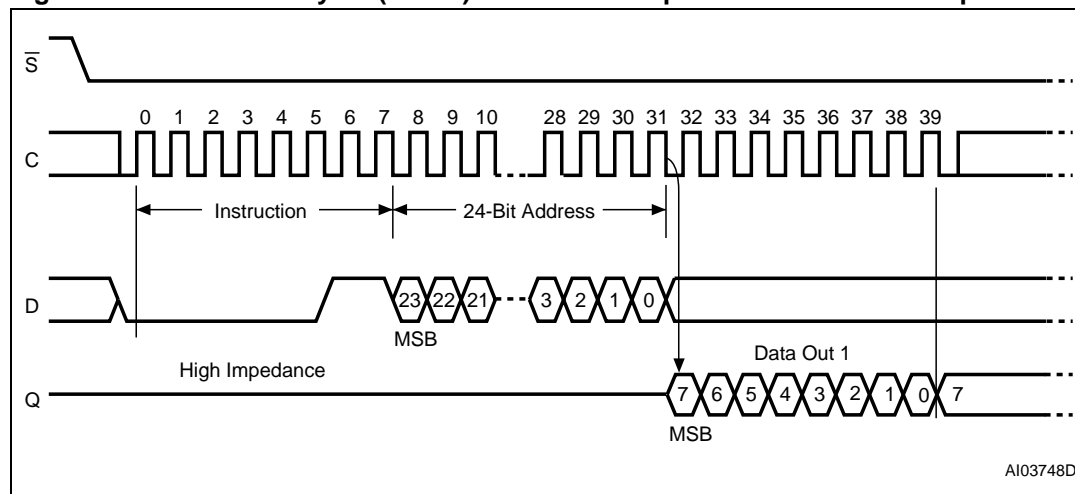 S
0 1 2 3 4 5 6 7 8 9 10 28 29 30 31 32 33 34 35 36 37 38 39
C
Instruction 24-Bit Address
D 23 22 21 3 2 1 0
MSB
High Impedance Data Out 1
Q 7 6 5 4 3 2 1 0 7
MSB
AI03748D